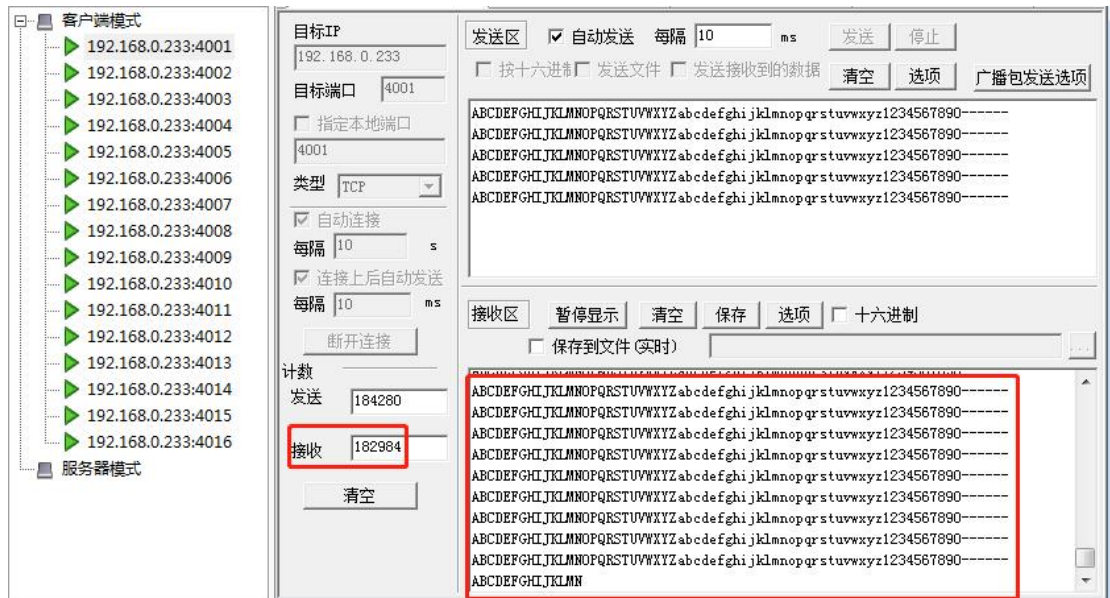 客户端模式
192.168.0.233:4001
192.168.0.233:4002
192.168.0.233:4003
192.168.0.233:4004
192.168.0.233:4005
192.168.0.233:4006
192.168.0.233:4007
192.168.0.233:4008
192.168.0.233:4009
192.168.0.233:4010
192.168.0.233:4011
192.168.0.233:4012
192.168.0.233:4013
192.168.0.233:4014
192.168.0.233:4015
192.168.0.233:4016
服务器模式
目标IP
192.168.0.233
目标端口 4001
指定本地端口
4001
类型 TCP
自动连接
每隔 10 s
连接上后自动发送
每隔 10 ms
断开连接
计数
发送 184280
接收 182984
清空
发送区 自动发送 每隔 10 ms 发送 停止
按十六进制 发送文件 发送接收到的数据 清空 选项 广播包发送选项
ABCDEFGHIJKLMNOPQRSTUVWXYZabcdefghijklmnopqrstuvwxyz1234567890------
ABCDEFGHIJKLMNOPQRSTUVWXYZabcdefghijklmnopqrstuvwxyz1234567890------
ABCDEFGHIJKLMNOPQRSTUVWXYZabcdefghijklmnopqrstuvwxyz1234567890------
ABCDEFGHIJKLMNOPQRSTUVWXYZabcdefghijklmnopqrstuvwxyz1234567890------
ABCDEFGHIJKLMNOPQRSTUVWXYZabcdefghijklmnopqrstuvwxyz1234567890------
接收区 暂停显示 清空 保存 选项 十六进制
保存到文件(实时) ...
ABCDEFGHIJKLMNOPQRSTUVWXYZabcdefghijklmnopqrstuvwxyz1234567890------
ABCDEFGHIJKLMNOPQRSTUVWXYZabcdefghijklmnopqrstuvwxyz1234567890------
ABCDEFGHIJKLMNOPQRSTUVWXYZabcdefghijklmnopqrstuvwxyz1234567890------
ABCDEFGHIJKLMNOPQRSTUVWXYZabcdefghijklmnopqrstuvwxyz1234567890------
ABCDEFGHIJKLMNOPQRSTUVWXYZabcdefghijklmnopqrstuvwxyz1234567890------
ABCDEFGHIJKLMNOPQRSTUVWXYZabcdefghijklmnopqrstuvwxyz1234567890------
ABCDEFGHIJKLMNOPQRSTUVWXYZabcdefghijklmnopqrstuvwxyz1234567890------
ABCDEFGHIJKLMNOPQRSTUVWXYZabcdefghijklmnopqrstuvwxyz1234567890------
ABCDEFGHIJKLMNOPQRSTUVWXYZabcdefghijklmnopqrstuvwxyz1234567890------
ABCDEFGHIJKLMN